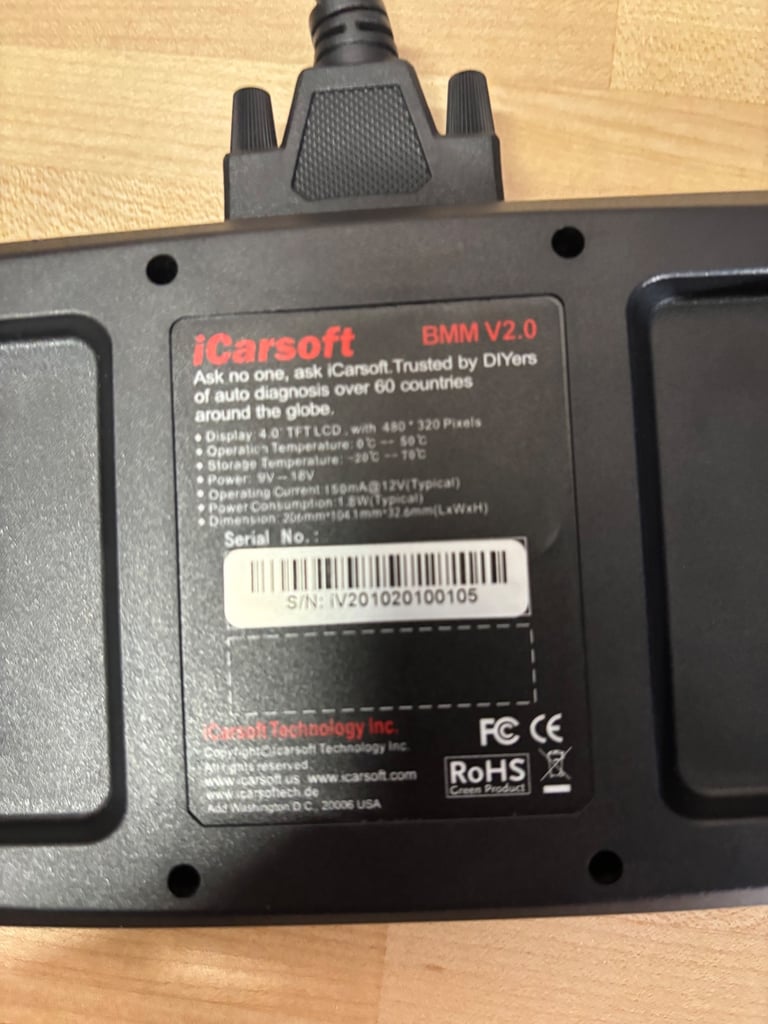 iCarsoft BMM V2.0
Ask no one, ask iCarsoft.Trusted by DIYers
of auto diagnosis over 60 countries
around the globe.
• Display: 4.0" TFT LCD, with 480 * 320 Pixels
• Operation Temperature: 0℃ -- 50℃
• Storage Temperature: -20℃ -- 70℃
• Power: 9V - 18V
• Operating Current 150mA@12V(Typical)
• Power Consumption:1.8W(Typical)
• Dimension: 206mm*104.1mm*32.6mm(LxWxH)
Serial No.:
S/N: iV201020100105
iCarsoft Technology Inc.
Copyright©icarsoft Technology Inc.
All rights reserved.
www.icarsoft.us www.icarsoft.com
www.icarsoftech.de
Add Washington D.C., 20006 USA
FC CE
RoHS
Green Product